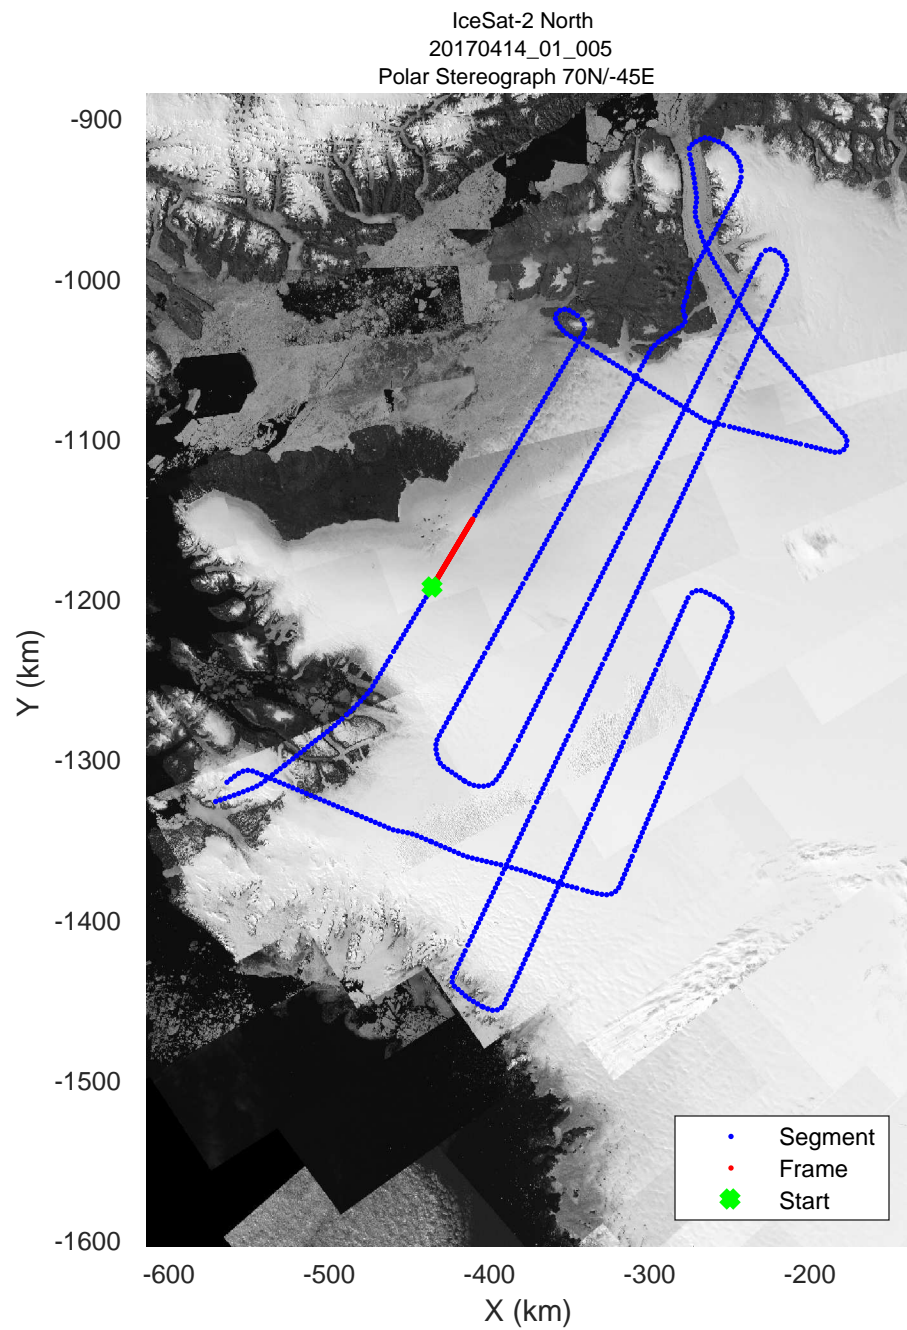 IceSat-2 North
20170414_01_005
Polar Stereograph 70N/-45E
-900
-1000
-1100
-1200
-1300
-1400
-1500
-1600
Y (km)
-600 -500 -400 -300 -200
X (km)
Segment
Frame
Start